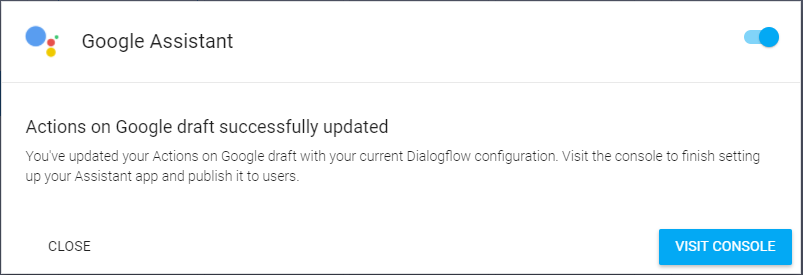 Google Assistant
Actions on Google draft successfully updated
You've updated your Actions on Google draft with your current Dialogflow configuration. Visit the console to finish setting
up your Assistant app and publish it to users.
CLOSE
VISIT CONSOLE